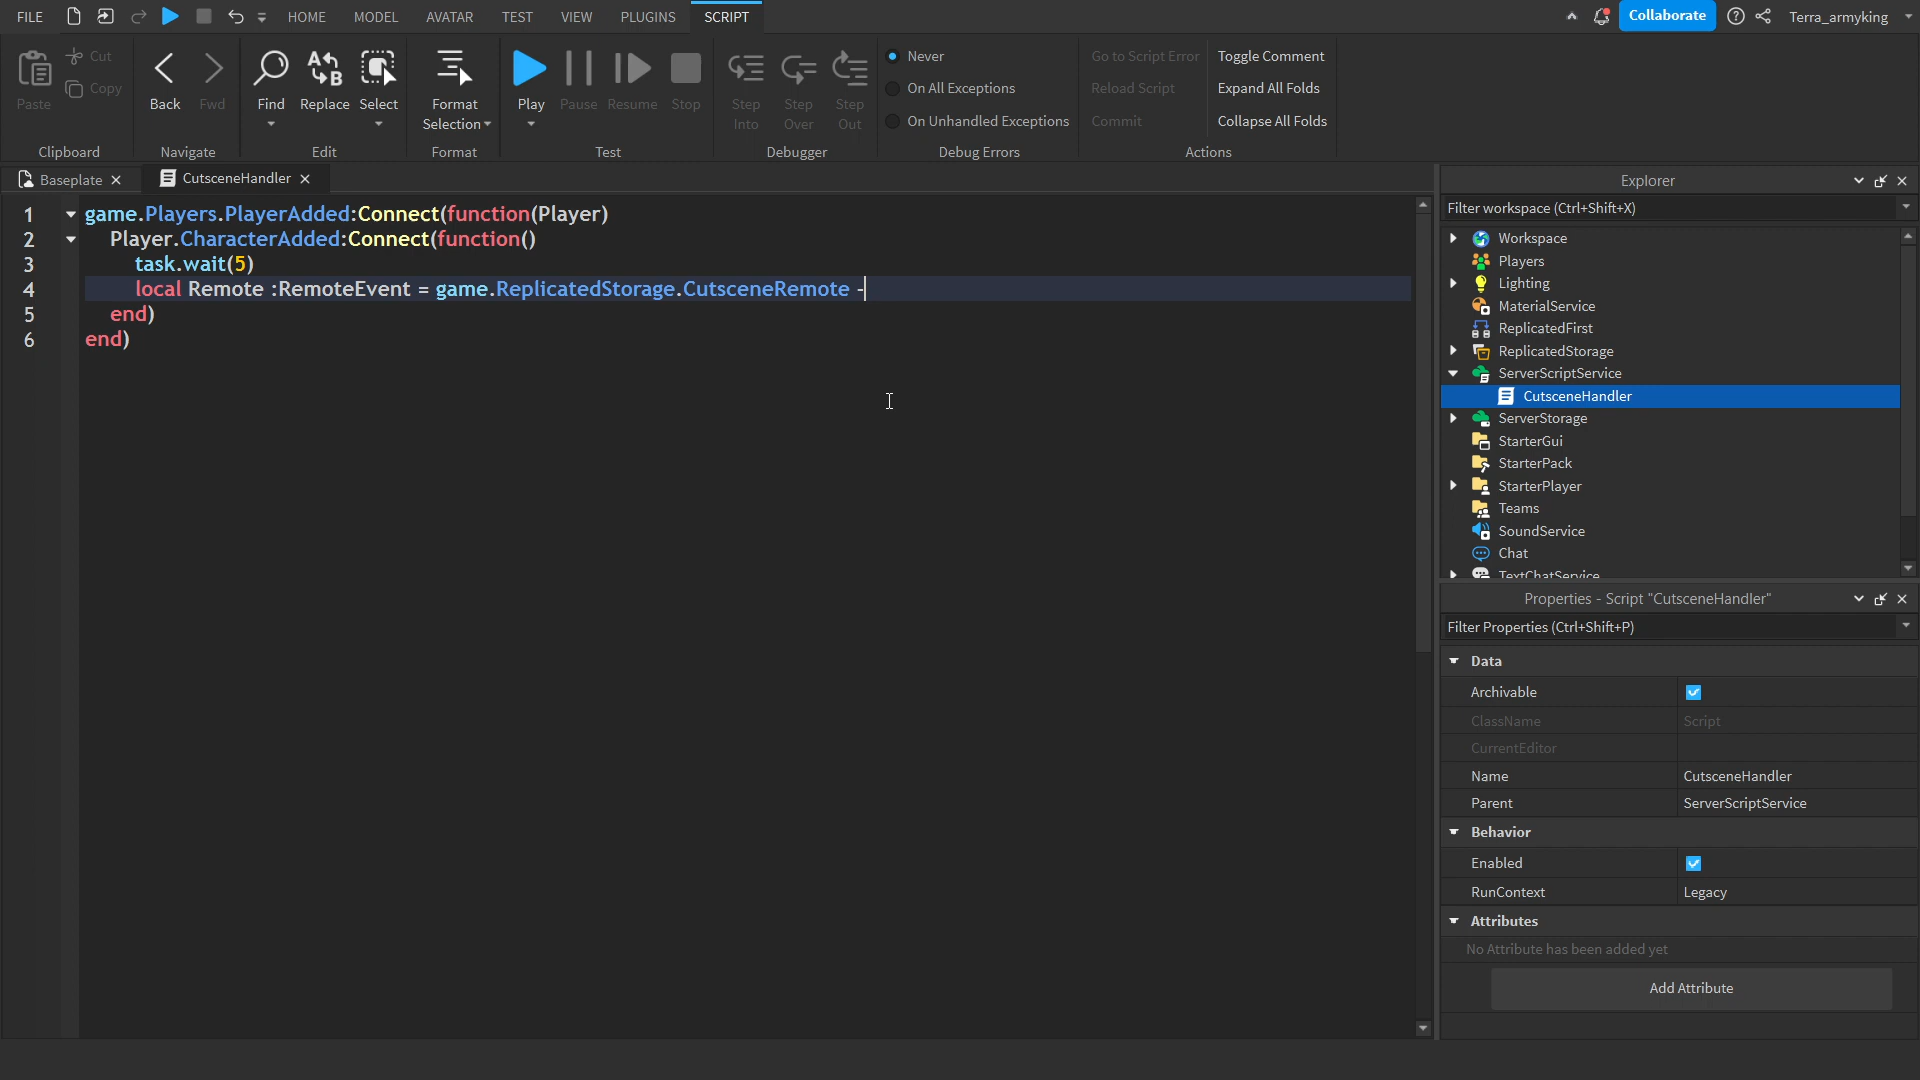 FILE HOME MODEL AVATAR TEST VIEW PLUGINS SCRIPT Collaborate Terra_armyking
Paste Cut Copy Back Fwd Find Replace Select Format Selection Play Pause Resume Stop Step Into Step Over Step Out
Never
On All Exceptions
On Unhandled Exceptions
Go to Script Error Toggle Comment
Reload Script Expand All Folds
Commit Collapse All Folds
Clipboard Navigate Edit Format Test Debugger Debug Errors Actions
Baseplate CutsceneHandler
1 game.Players.PlayerAdded:Connect(function(Player)
2 Player.CharacterAdded:Connect(function()
3 task.wait(5)
4 local Remote :RemoteEvent = game.ReplicatedStorage.CutsceneRemote -
5 end)
6 end)
Explorer
Filter workspace (Ctrl+Shift+X)
Workspace
Players
Lighting
MaterialService
ReplicatedFirst
ReplicatedStorage
ServerScriptService
CutsceneHandler
ServerStorage
StarterGui
StarterPack
StarterPlayer
Teams
SoundService
Chat
TextChatService
Properties - Script "CutsceneHandler"
Filter Properties (Ctrl+Shift+P)
Data
Archivable
ClassName Script
CurrentEditor
Name CutsceneHandler
Parent ServerScriptService
Behavior
Enabled
RunContext Legacy
Attributes
No Attribute has been added yet
Add Attribute